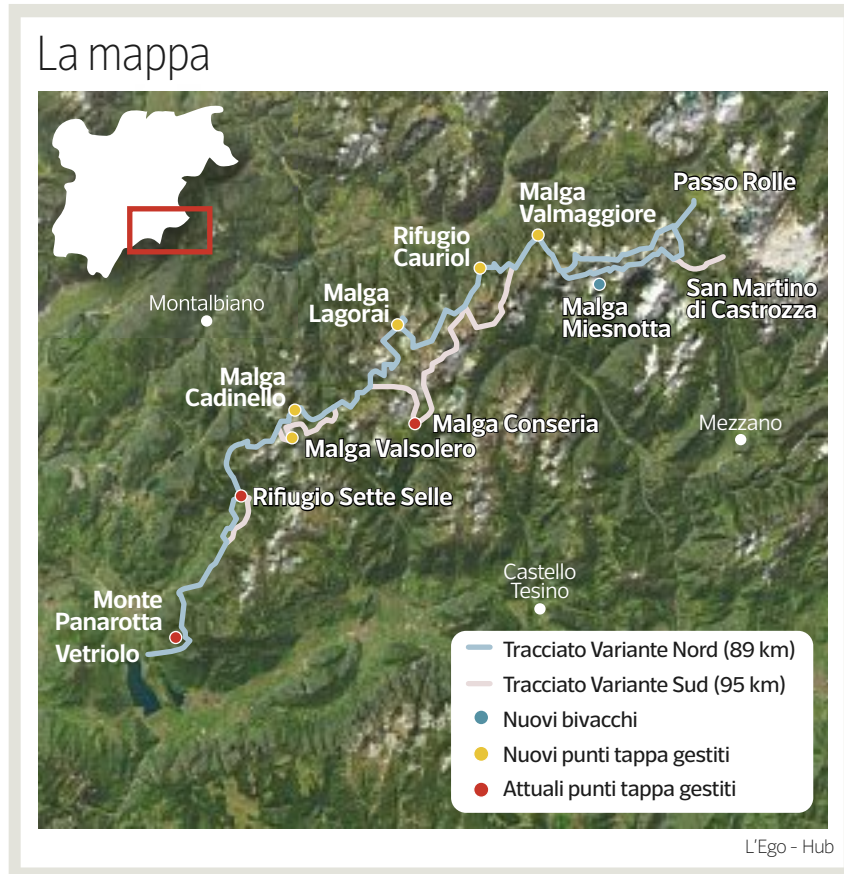 La mappa
Passo Rolle
Malga
Valmaggiore
Rifugio
Cauriol
San Martino
di Castrozza
Malga
Miesnotta
Malga
Lagorai
Montalbiano
Malga
Cadinello
Malga Conseria
Mezzano
Malga Valsolero
Rifiugio Sette Selle
Castello
Tesino
Monte
Panarotta
Vetriolo
Tracciato Variante Nord (89 km)
Tracciato Variante Sud (95 km)
Nuovi bivacchi
Nuovi punti tappa gestiti
Attuali punti tappa gestiti
L'Ego - Hub